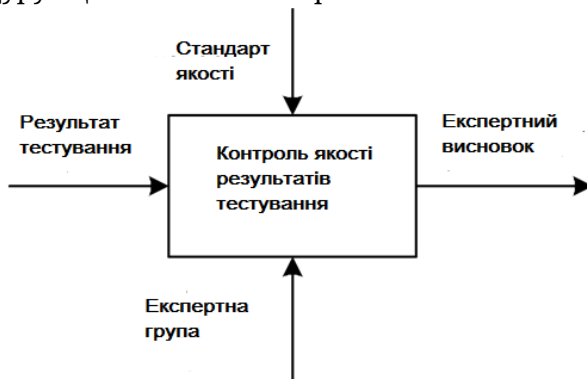 Стандарт
якості
Результат
тестування
Контроль якості
результатів
тестування
Експертний
висновок
Експертна
група